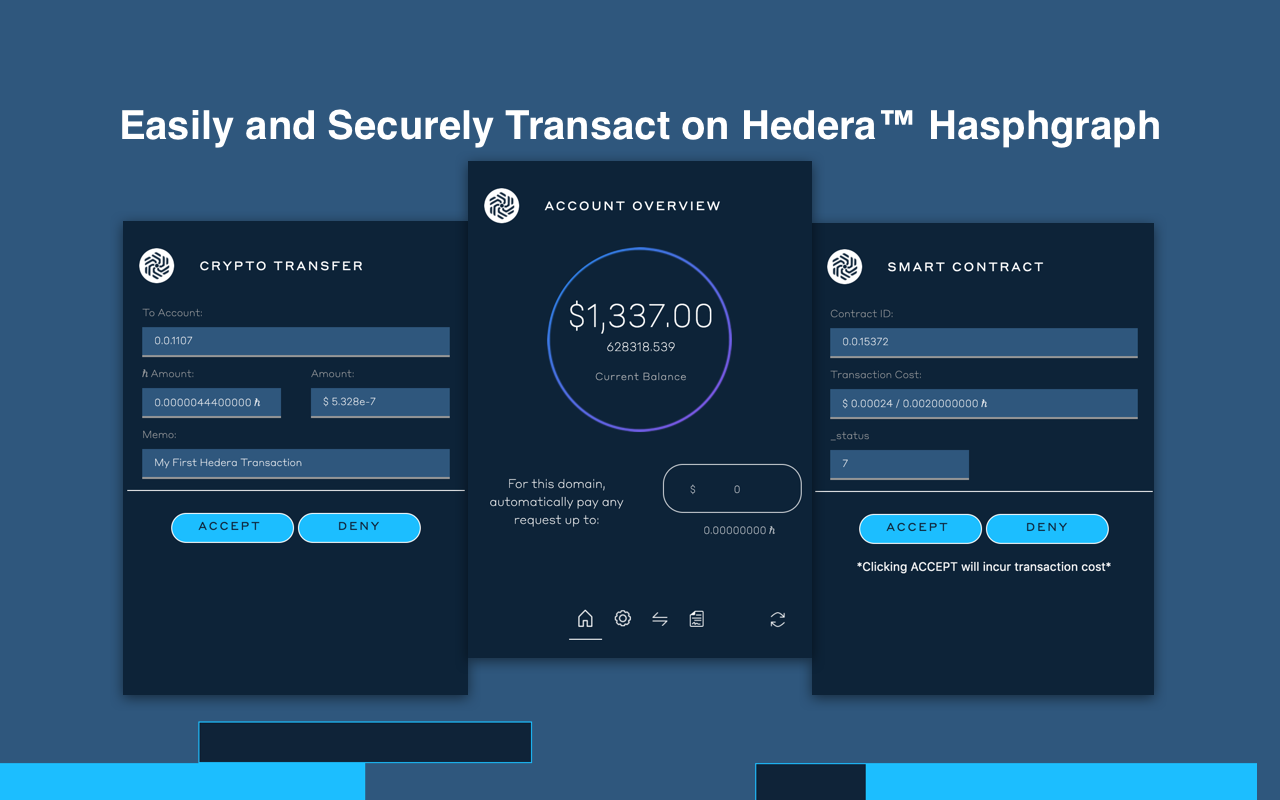 Easily and Securely Transact on Hedera™ Hasphgraph
CRYPTO TRANSFER
To Account:
0.0.1107
ℏ Amount:
Amount:
0.0000044400000 ℏ
$ 5.328e-7
Memo:
My First Hedera Transaction
ACCEPT
DENY
ACCOUNT OVERVIEW
$1,337.00
628318.539
Current Balance
For this domain,
automatically pay any
request up to:
$ 0
0.00000000 ℏ
SMART CONTRACT
Contract ID:
0.0.15372
Transaction Cost:
$ 0.00024 / 0.0020000000 ℏ
_status
7
ACCEPT
DENY
*Clicking ACCEPT will incur transaction cost*